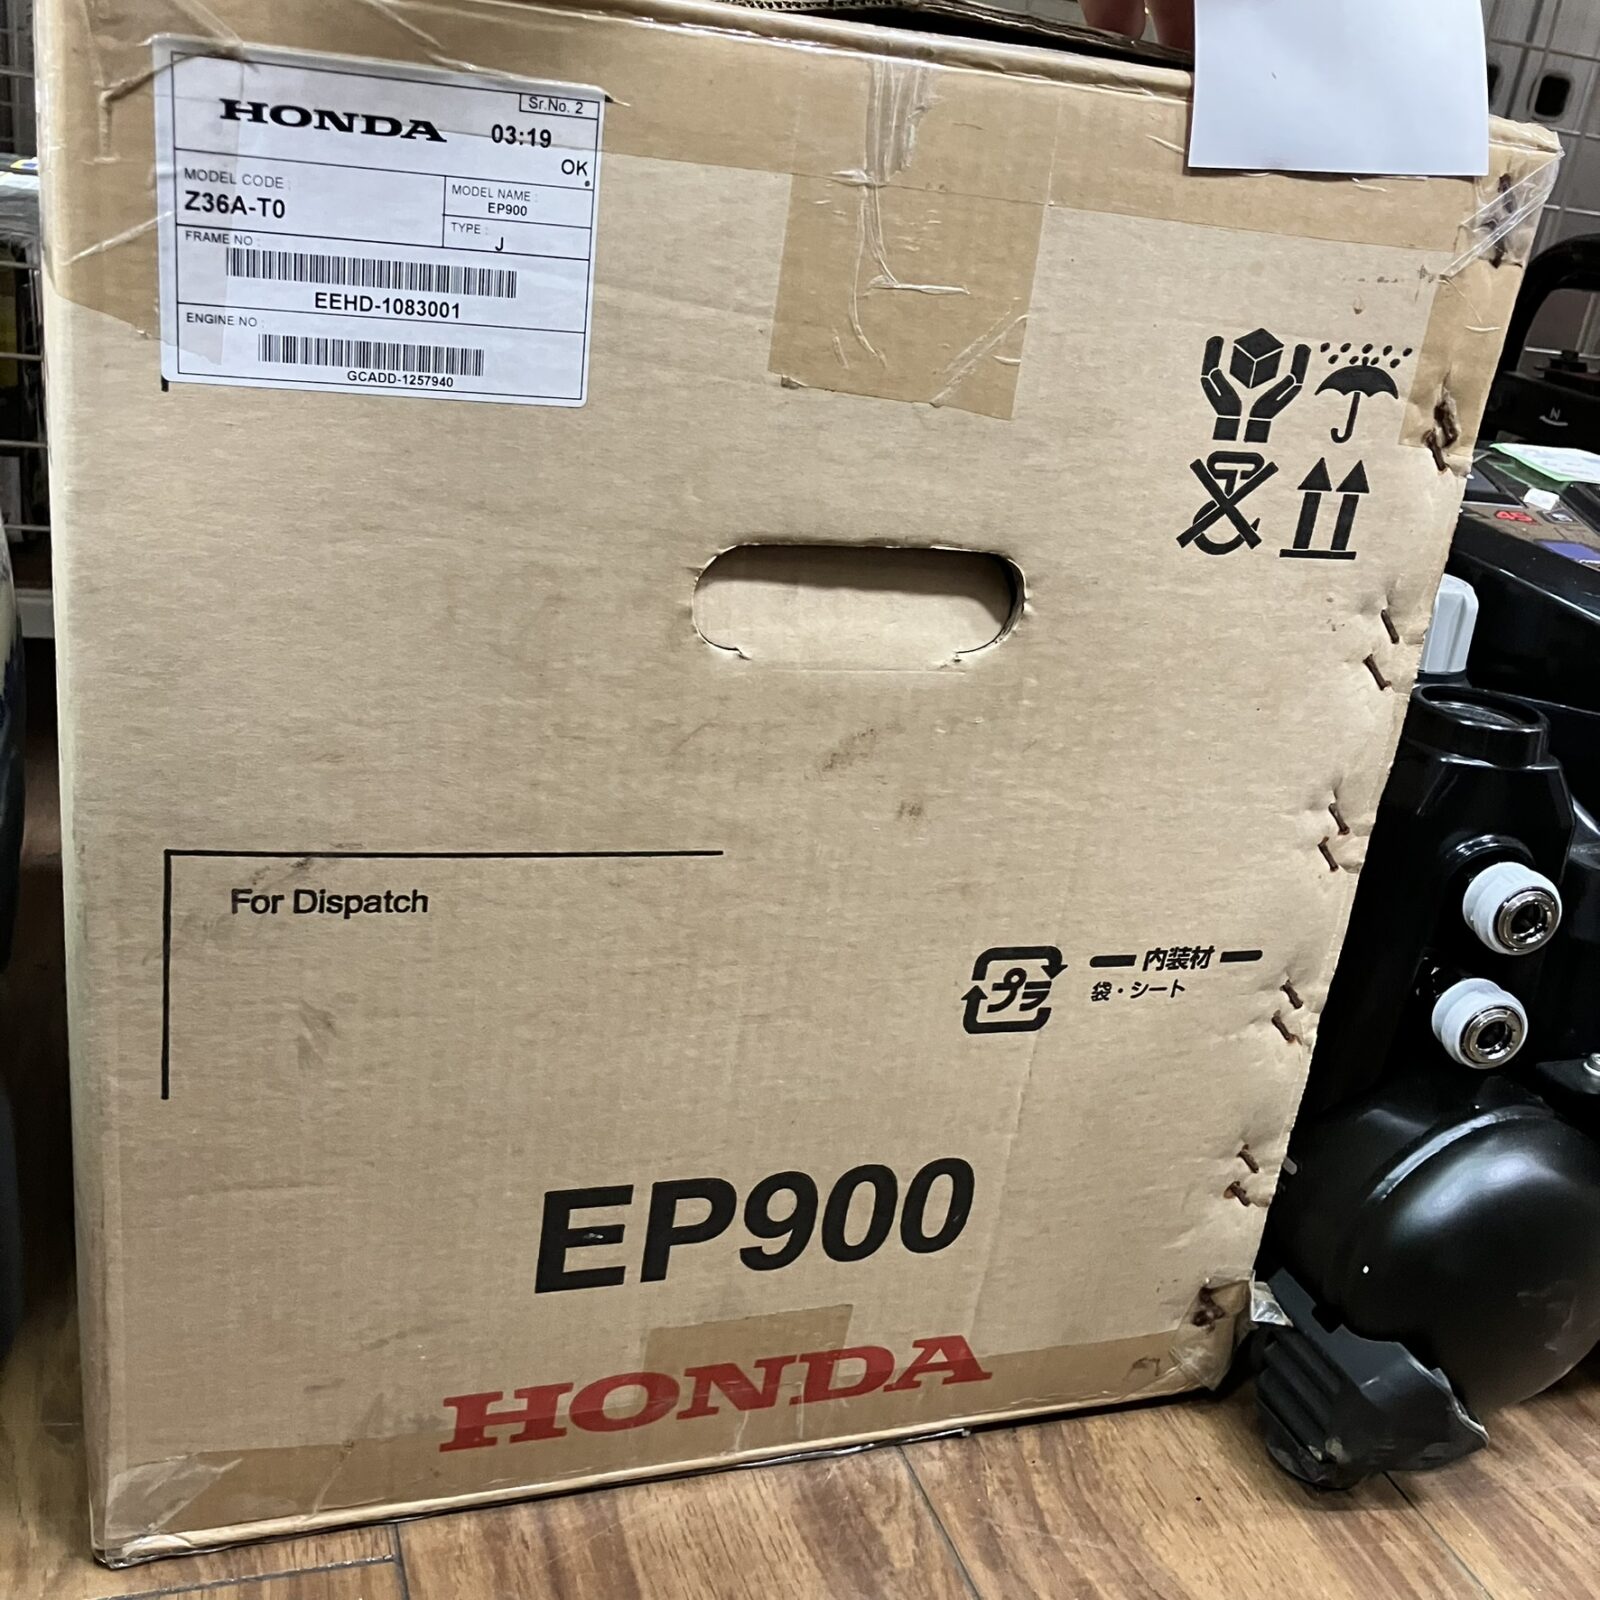 Sr.No. 2
HONDA 03:19
OK
MODEL CODE :
Z36A-T0
MODEL NAME :
EP900
TYPE :
J
FRAME NO :
EEHD-1083001
ENGINE NO :
GCADD-1257940
For Dispatch
プラ
内装材
袋・シート
EP900
HONDA
N